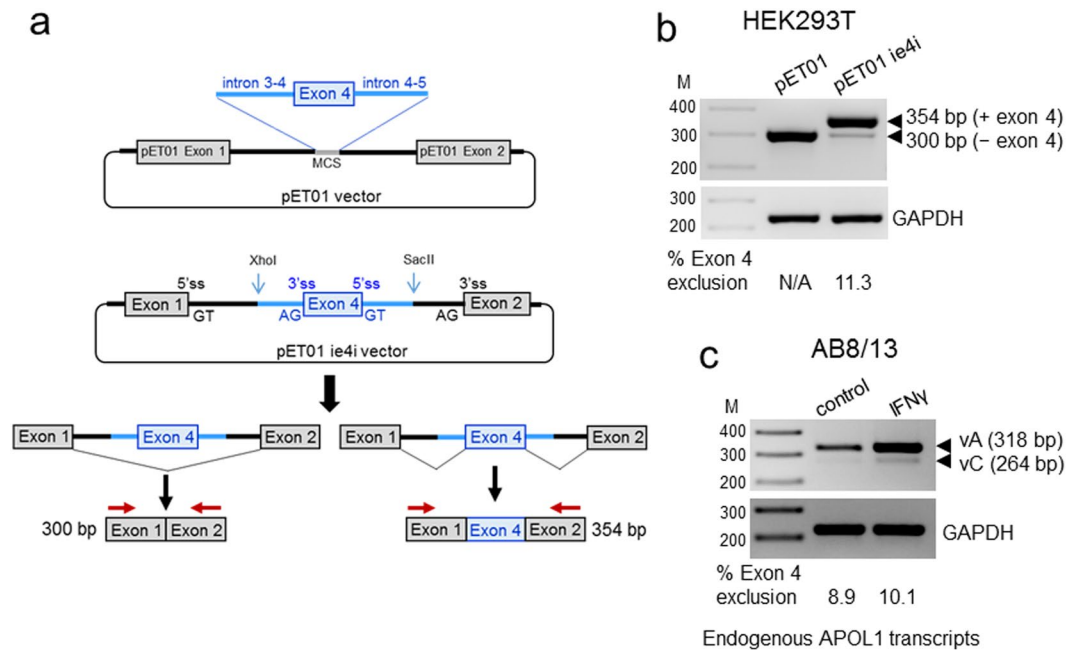 a
intron 3-4
Exon 4
intron 4-5
pET01 Exon 1
MCS
pET01 Exon 2
pET01 vector
XhoI
SacII
5'ss
3'ss
5'ss
3'ss
Exon 1
Exon 4
Exon 2
GT
AG
GT
AG
pET01 ie4i vector
Exon 1
Exon 4
Exon 2
Exon 1
Exon 4
Exon 2
300 bp
Exon 1
Exon 2
Exon 1
Exon 4
Exon 2
354 bp
b
HEK293T
M
pET01
pET01 ie4i
400
300
200
354 bp (+ exon 4)
300 bp (− exon 4)
300
200
GAPDH
% Exon 4
exclusion
N/A
11.3
c
AB8/13
M
control
IFNγ
400
300
200
vA (318 bp)
vC (264 bp)
300
200
GAPDH
% Exon 4
exclusion
8.9
10.1
Endogenous APOL1 transcripts